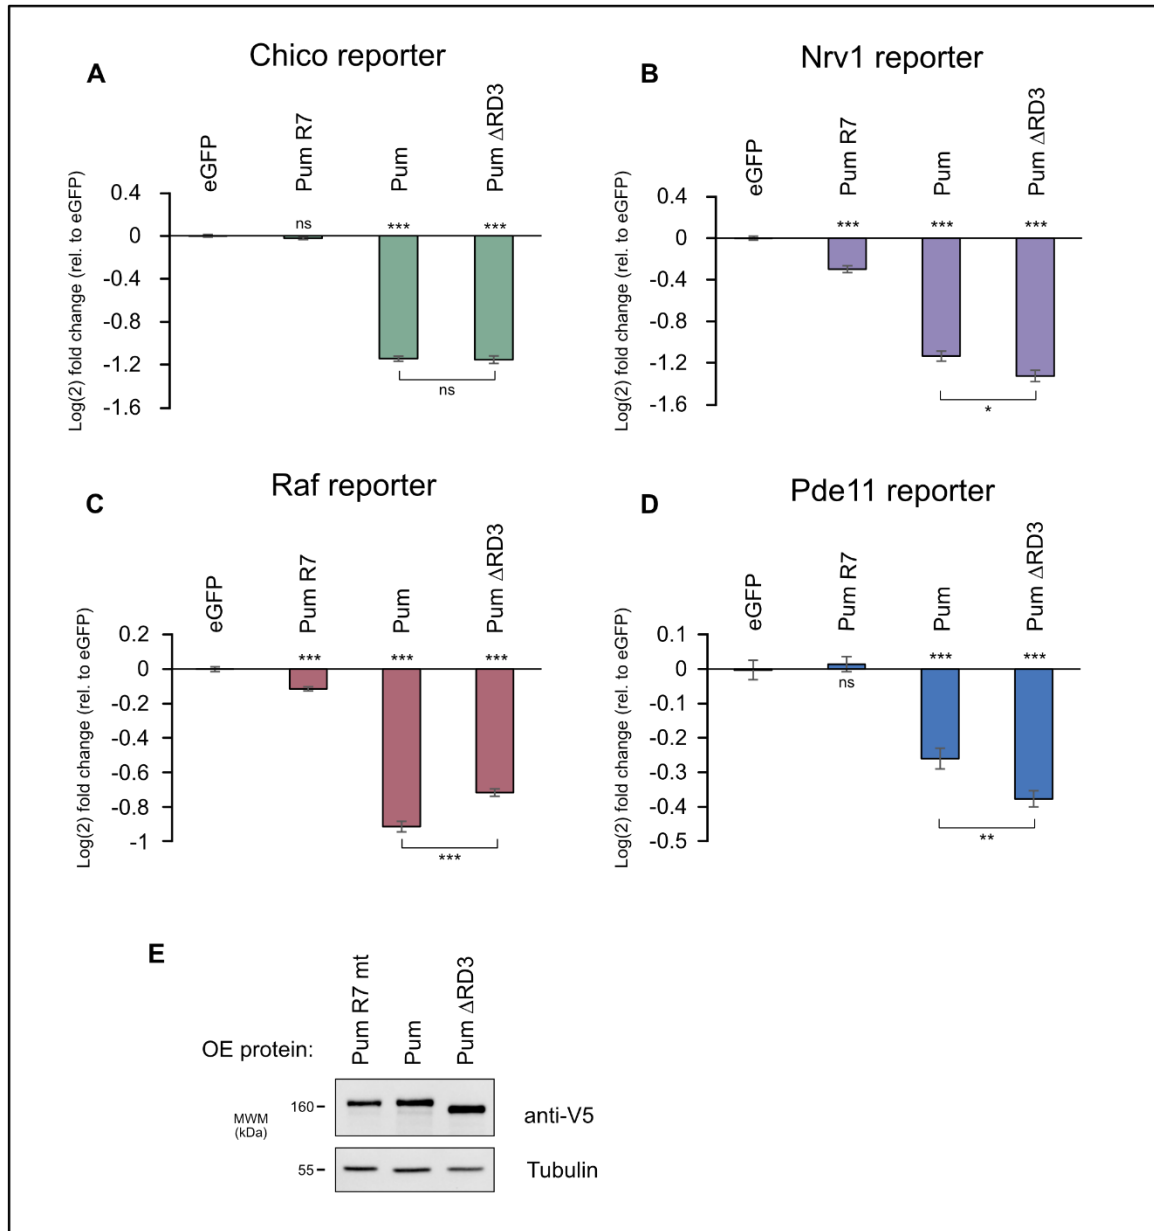 A
Chico reporter
eGFP
Pum R7
Pum
Pum ΔRD3
Log(2) fold change (rel. to eGFP)
0.4
0
-0.4
-0.8
-1.2
-1.6
ns
***
***
ns
B
Nrv1 reporter
eGFP
Pum R7
Pum
Pum ΔRD3
Log(2) fold change (rel. to eGFP)
0.4
0
-0.4
-0.8
-1.2
-1.6
***
***
***
*
C
Raf reporter
eGFP
Pum R7
Pum
Pum ΔRD3
Log(2) fold change (rel. to eGFP)
0.2
0
-0.2
-0.4
-0.6
-0.8
-1
***
***
***
***
D
Pde11 reporter
eGFP
Pum R7
Pum
Pum ΔRD3
Log(2) fold change (rel. to eGFP)
0.1
0
-0.1
-0.2
-0.3
-0.4
-0.5
ns
***
***
**
E
OE protein:
Pum R7 mt
Pum
Pum ΔRD3
MWM
(kDa)
160
anti-V5
55
Tubulin